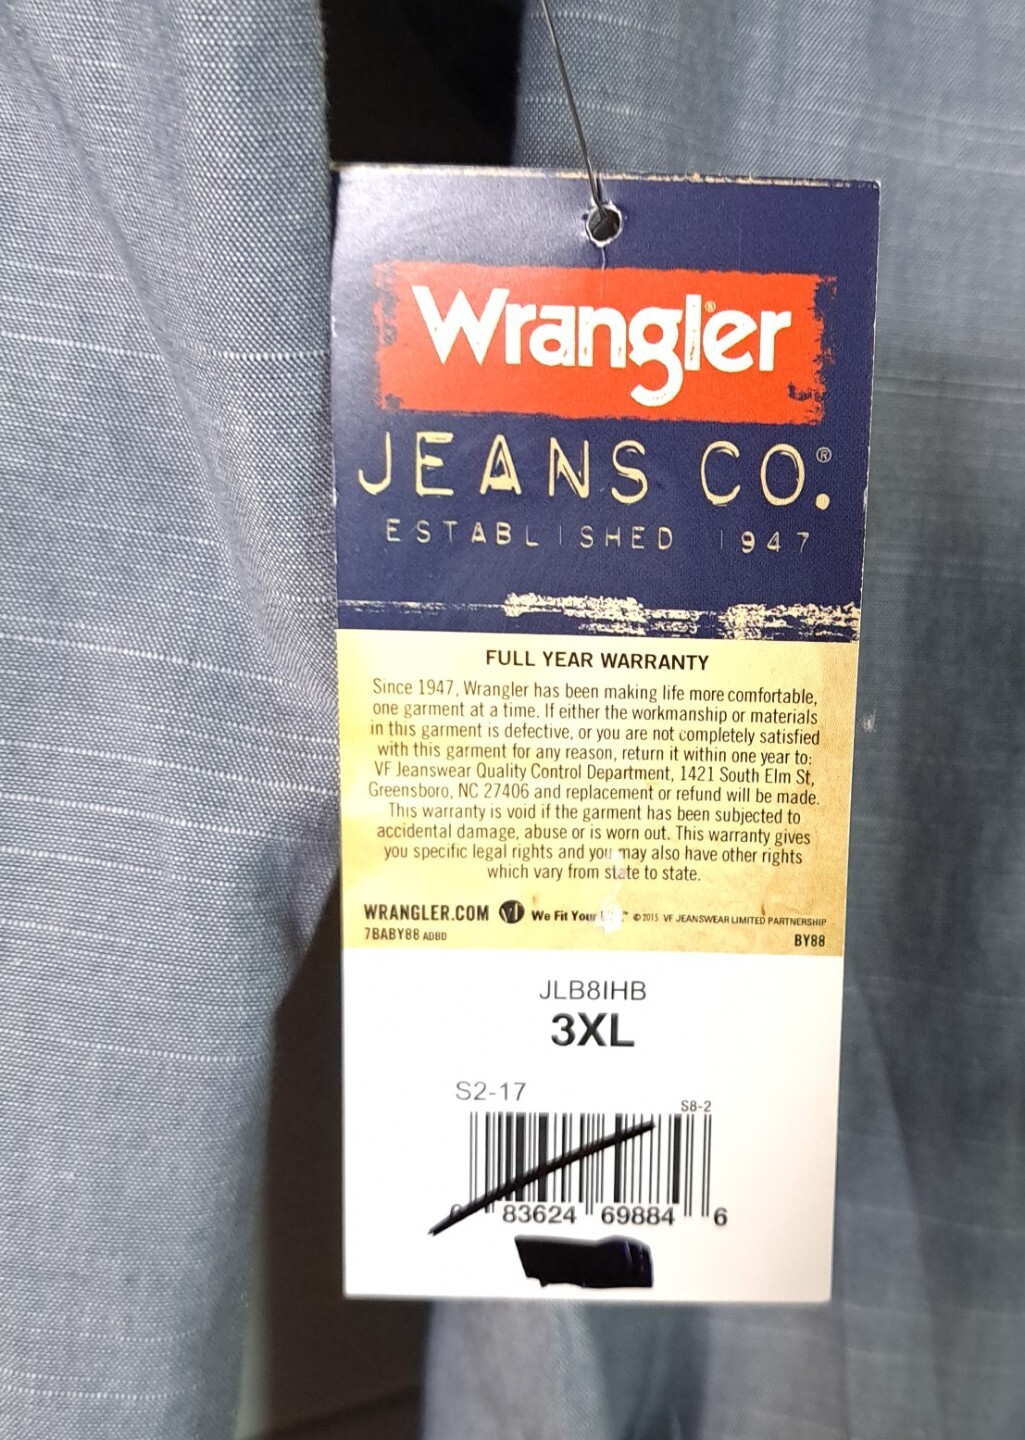 Wrangler®
JEANS CO.®
ESTABLISHED 1947
FULL YEAR WARRANTY
Since 1947, Wrangler has been making life more comfortable,
one garment at a time. If either the workmanship or materials
in this garment is defective, or you are not completely satisfied
with this garment for any reason, return it within one year to:
VF Jeanswear Quality Control Department, 1421 South Elm St,
Greensboro, NC 27406 and replacement or refund will be made.
This warranty is void if the garment has been subjected to
accidental damage, abuse or is worn out. This warranty gives
you specific legal rights and you may also have other rights
which vary from state to state.
WRANGLER.COM We Fit Your ©2015 VF JEANSWEAR LIMITED PARTNERSHIP
7BABY88 ADBD BY88
JLB8IHB
3XL
S2-17
S8-2
83624 69884 6